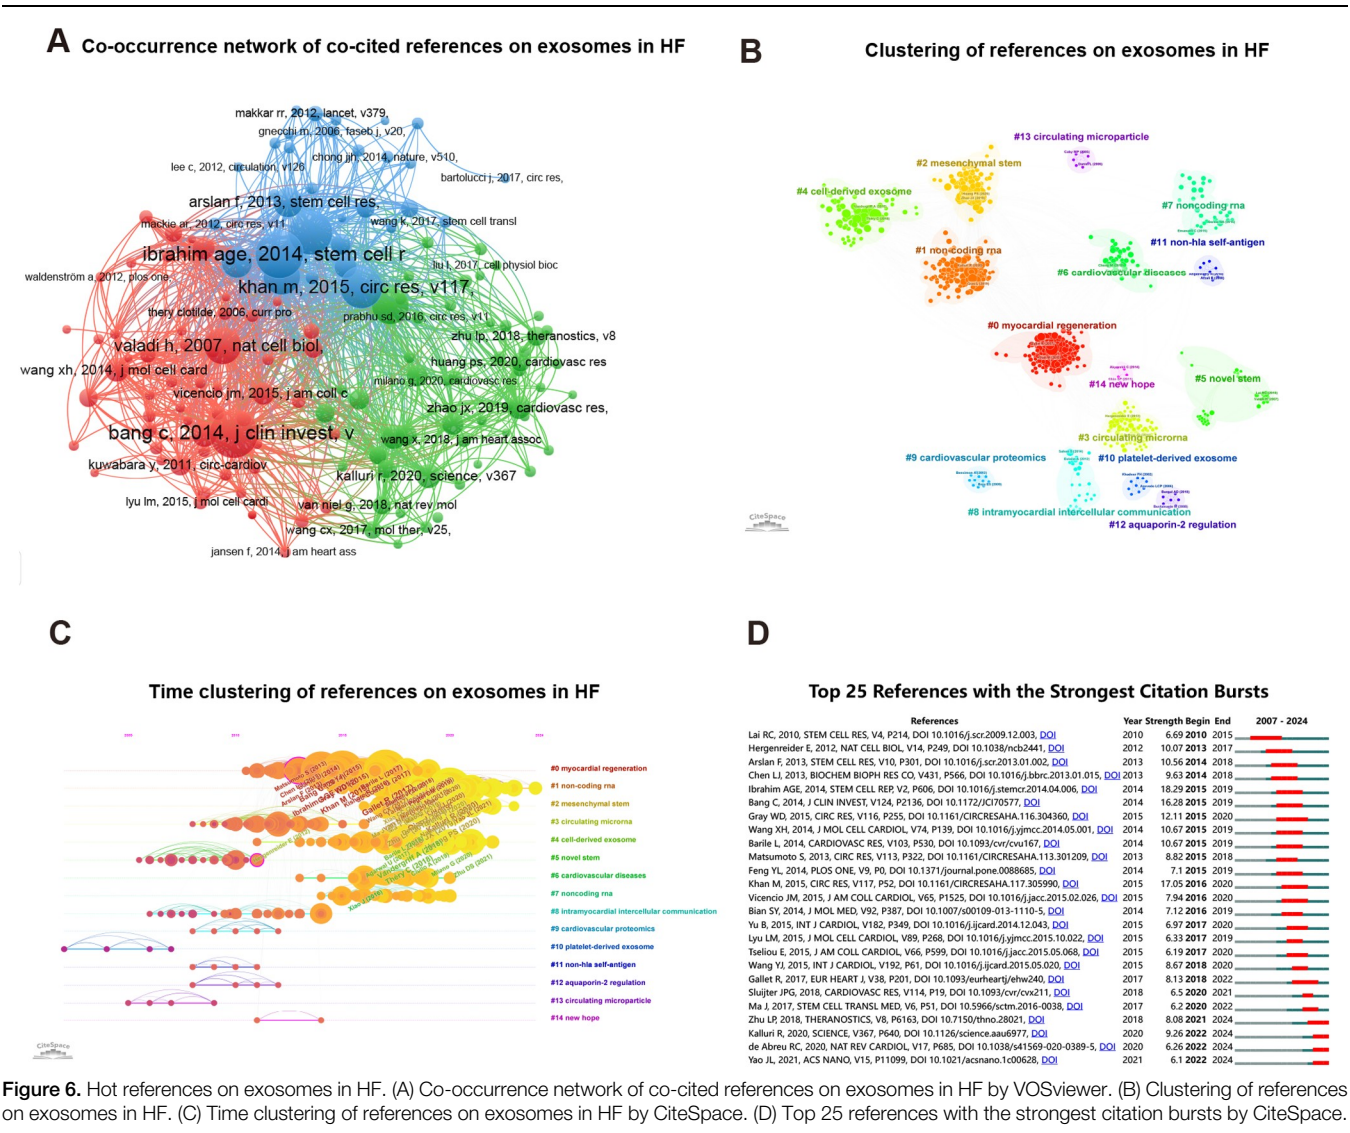 A Co-occurrence network of co-cited references on exosomes in HF
makkar rr, 2012, lancet, v379,
gnecchi m, 2006, faseb j, v20,
chong jjh, 2014, nature, v510,
lee c, 2012, circulation, v126
bartolucci j, 2017, circ res,
arslan f, 2013, stem cell res,
mackie ar, 2012, circ res, v11
wang k, 2017, stem cell transl
ibrahim age, 2014, stem cell r
liu l, 2017, cell physiol bioc
waldenström a, 2012, plos one,
khan m, 2015, circ res, v117,
thery clotilde, 2006, curr pro
prabhu sd, 2016, circ res, v11
zhu lp, 2018, theranostics, v8
valadi h, 2007, nat cell biol,
huang ps, 2020, cardiovasc res
wang xh, 2014, j mol cell card
milano g, 2020, cardiovasc res
vicencio jm, 2015, j am coll c
zhao jx, 2019, cardiovasc res,
bang c, 2014, j clin invest, v
wang x, 2018, j am heart assoc
kuwabara y, 2011, circ-cardiov
kalluri r, 2020, science, v367
lyu lm, 2015, j mol cell cardi
van niel g, 2018, nat rev mol
wang cx, 2017, mol ther, v25,
jansen f, 2014, j am heart ass
B
Clustering of references on exosomes in HF
#13 circulating microparticle
#2 mesenchymal stem
#4 cell-derived exosome
#7 noncoding rna
#1 non-coding rna
#11 non-hla self-antigen
#6 cardiovascular diseases
#0 myocardial regeneration
#14 new hope
#5 novel stem
#3 circulating microrna
#9 cardiovascular proteomics
#10 platelet-derived exosome
#8 intramyocardial intercellular communication
#12 aquaporin-2 regulation
CiteSpace
C
Time clustering of references on exosomes in HF
#0 myocardial regeneration
#1 non-coding rna
#2 mesenchymal stem
#3 circulating microrna
#4 cell-derived exosome
#5 novel stem
#6 cardiovascular diseases
#7 noncoding rna
#8 intramyocardial intercellular communication
#9 cardiovascular proteomics
#10 platelet-derived exosome
#11 non-hla self-antigen
#12 aquaporin-2 regulation
#13 circulating microparticle
#14 new hope
CiteSpace
D
Top 25 References with the Strongest Citation Bursts
References Year Strength Begin End 2007 - 2024
Lai RC, 2010, STEM CELL RES, V4, P214, DOI 10.1016/j.scr.2009.12.003, DOI 2010 6.69 2010 2015
Hergenreider E, 2012, NAT CELL BIOL, V14, P249, DOI 10.1038/ncb2441, DOI 2012 10.07 2013 2017
Arslan F, 2013, STEM CELL RES, V10, P301, DOI 10.1016/j.scr.2013.01.002, DOI 2013 10.56 2014 2018
Chen LJ, 2013, BIOCHEM BIOPH RES CO, V431, P566, DOI 10.1016/j.bbrc.2013.01.015, DOI 2013 9.63 2014 2018
Ibrahim AGE, 2014, STEM CELL REP, V2, P606, DOI 10.1016/j.stemcr.2014.04.006, DOI 2014 18.29 2015 2019
Bang C, 2014, J CLIN INVEST, V124, P2136, DOI 10.1172/JCI70577, DOI 2014 16.28 2015 2019
Gray WD, 2015, CIRC RES, V116, P255, DOI 10.1161/CIRCRESAHA.116.304360, DOI 2015 12.11 2015 2020
Wang XH, 2014, J MOL CELL CARDIOL, V74, P139, DOI 10.1016/j.yjmcc.2014.05.001, DOI 2014 10.67 2015 2019
Barile L, 2014, CARDIOVASC RES, V103, P530, DOI 10.1093/cvr/cvu167, DOI 2014 10.67 2015 2019
Matsumoto S, 2013, CIRC RES, V113, P322, DOI 10.1161/CIRCRESAHA.113.301209, DOI 2013 8.82 2015 2018
Feng YL, 2014, PLOS ONE, V9, P0, DOI 10.1371/journal.pone.0088685, DOI 2014 7.1 2015 2019
Khan M, 2015, CIRC RES, V117, P52, DOI 10.1161/CIRCRESAHA.117.305990, DOI 2015 17.05 2016 2020
Vicencio JM, 2015, J AM COLL CARDIOL, V65, P1525, DOI 10.1016/j.jacc.2015.02.026, DOI 2015 7.94 2016 2020
Bian SY, 2014, J MOL MED, V92, P387, DOI 10.1007/s00109-013-1110-5, DOI 2014 7.12 2016 2019
Yu B, 2015, INT J CARDIOL, V182, P349, DOI 10.1016/j.ijcard.2014.12.043, DOI 2015 6.97 2017 2020
Lyu LM, 2015, J MOL CELL CARDIOL, V89, P268, DOI 10.1016/j.yjmcc.2015.10.022, DOI 2015 6.33 2017 2019
Tseliou E, 2015, J AM COLL CARDIOL, V66, P599, DOI 10.1016/j.jacc.2015.05.068, DOI 2015 6.19 2017 2020
Wang YJ, 2015, INT J CARDIOL, V192, P61, DOI 10.1016/j.ijcard.2015.05.020, DOI 2015 8.67 2018 2020
Gallet R, 2017, EUR HEART J, V38, P201, DOI 10.1093/eurheartj/ehw240, DOI 2017 8.13 2018 2022
Sluijter JPG, 2018, CARDIOVASC RES, V114, P19, DOI 10.1093/cvr/cvx211, DOI 2018 6.5 2020 2021
Ma J, 2017, STEM CELL TRANSL MED, V6, P51, DOI 10.5966/sctm.2016-0038, DOI 2017 6.2 2020 2022
Zhu LP, 2018, THERANOSTICS, V8, P6163, DOI 10.7150/thno.28021, DOI 2018 8.08 2021 2024
Kalluri R, 2020, SCIENCE, V367, P640, DOI 10.1126/science.aau6977, DOI 2020 9.26 2022 2024
de Abreu RC, 2020, NAT REV CARDIOL, V17, P685, DOI 10.1038/s41569-020-0389-5, DOI 2020 6.26 2022 2024
Yao JL, 2021, ACS NANO, V15, P11099, DOI 10.1021/acsnano.1c00628, DOI 2021 6.1 2022 2024
Figure 6. Hot references on exosomes in HF. (A) Co-occurrence network of co-cited references on exosomes in HF by VOSviewer. (B) Clustering of references
on exosomes in HF. (C) Time clustering of references on exosomes in HF by CiteSpace. (D) Top 25 references with the strongest citation bursts by CiteSpace.